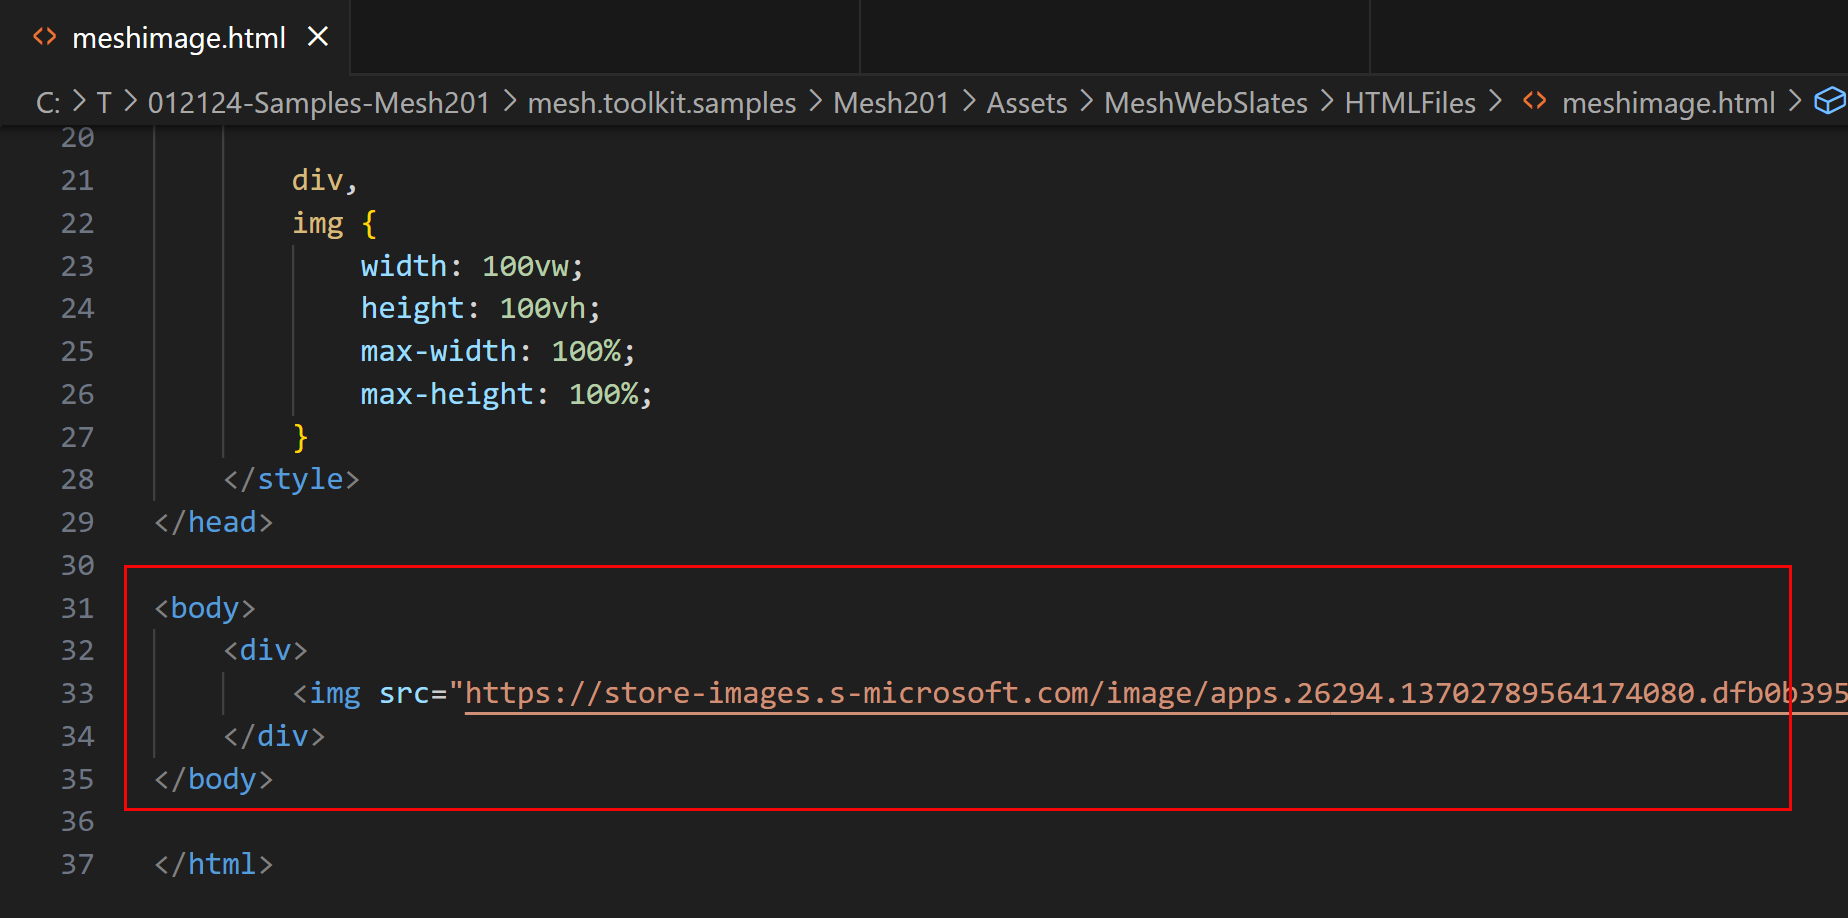 meshimage.html
C: > T > 012124-Samples-Mesh201 > mesh.toolkit.samples > Mesh201 > Assets > MeshWebSlates > HTMLFiles > meshimage.html >
20
21 div,
22 img {
23 width: 100vw;
24 height: 100vh;
25 max-width: 100%;
26 max-height: 100%;
27 }
28 </style>
29 </head>
30
31 <body>
32 <div>
33 <img src="https://store-images.s-microsoft.com/image/apps.26294.13702789564174080.dfb0b395
34 </div>
35 </body>
36
37 </html>